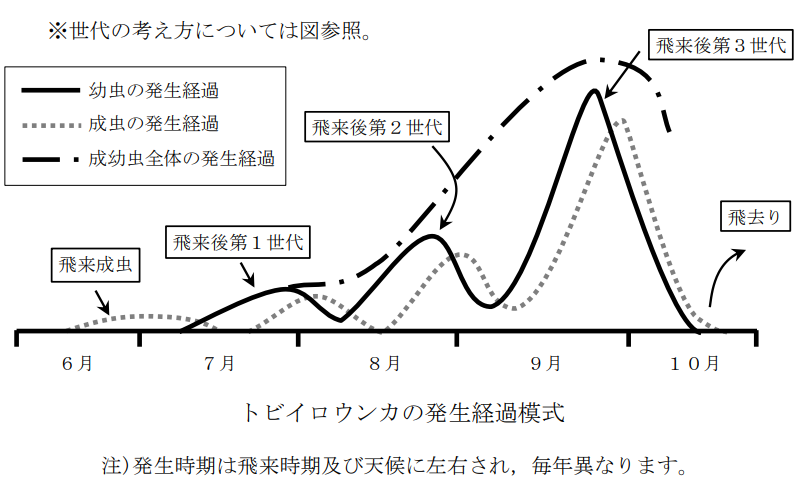 ※世代の考え方については図参照。
飛来後第３世代
幼虫の発生経過
成虫の発生経過
成幼虫全体の発生経過
飛来後第２世代
飛来後第１世代
飛来成虫
飛去り
６月
７月
８月
９月
１０月
トビイロウンカの発生経過模式
注）発生時期は飛来時期及び天候に左右され，毎年異なります。